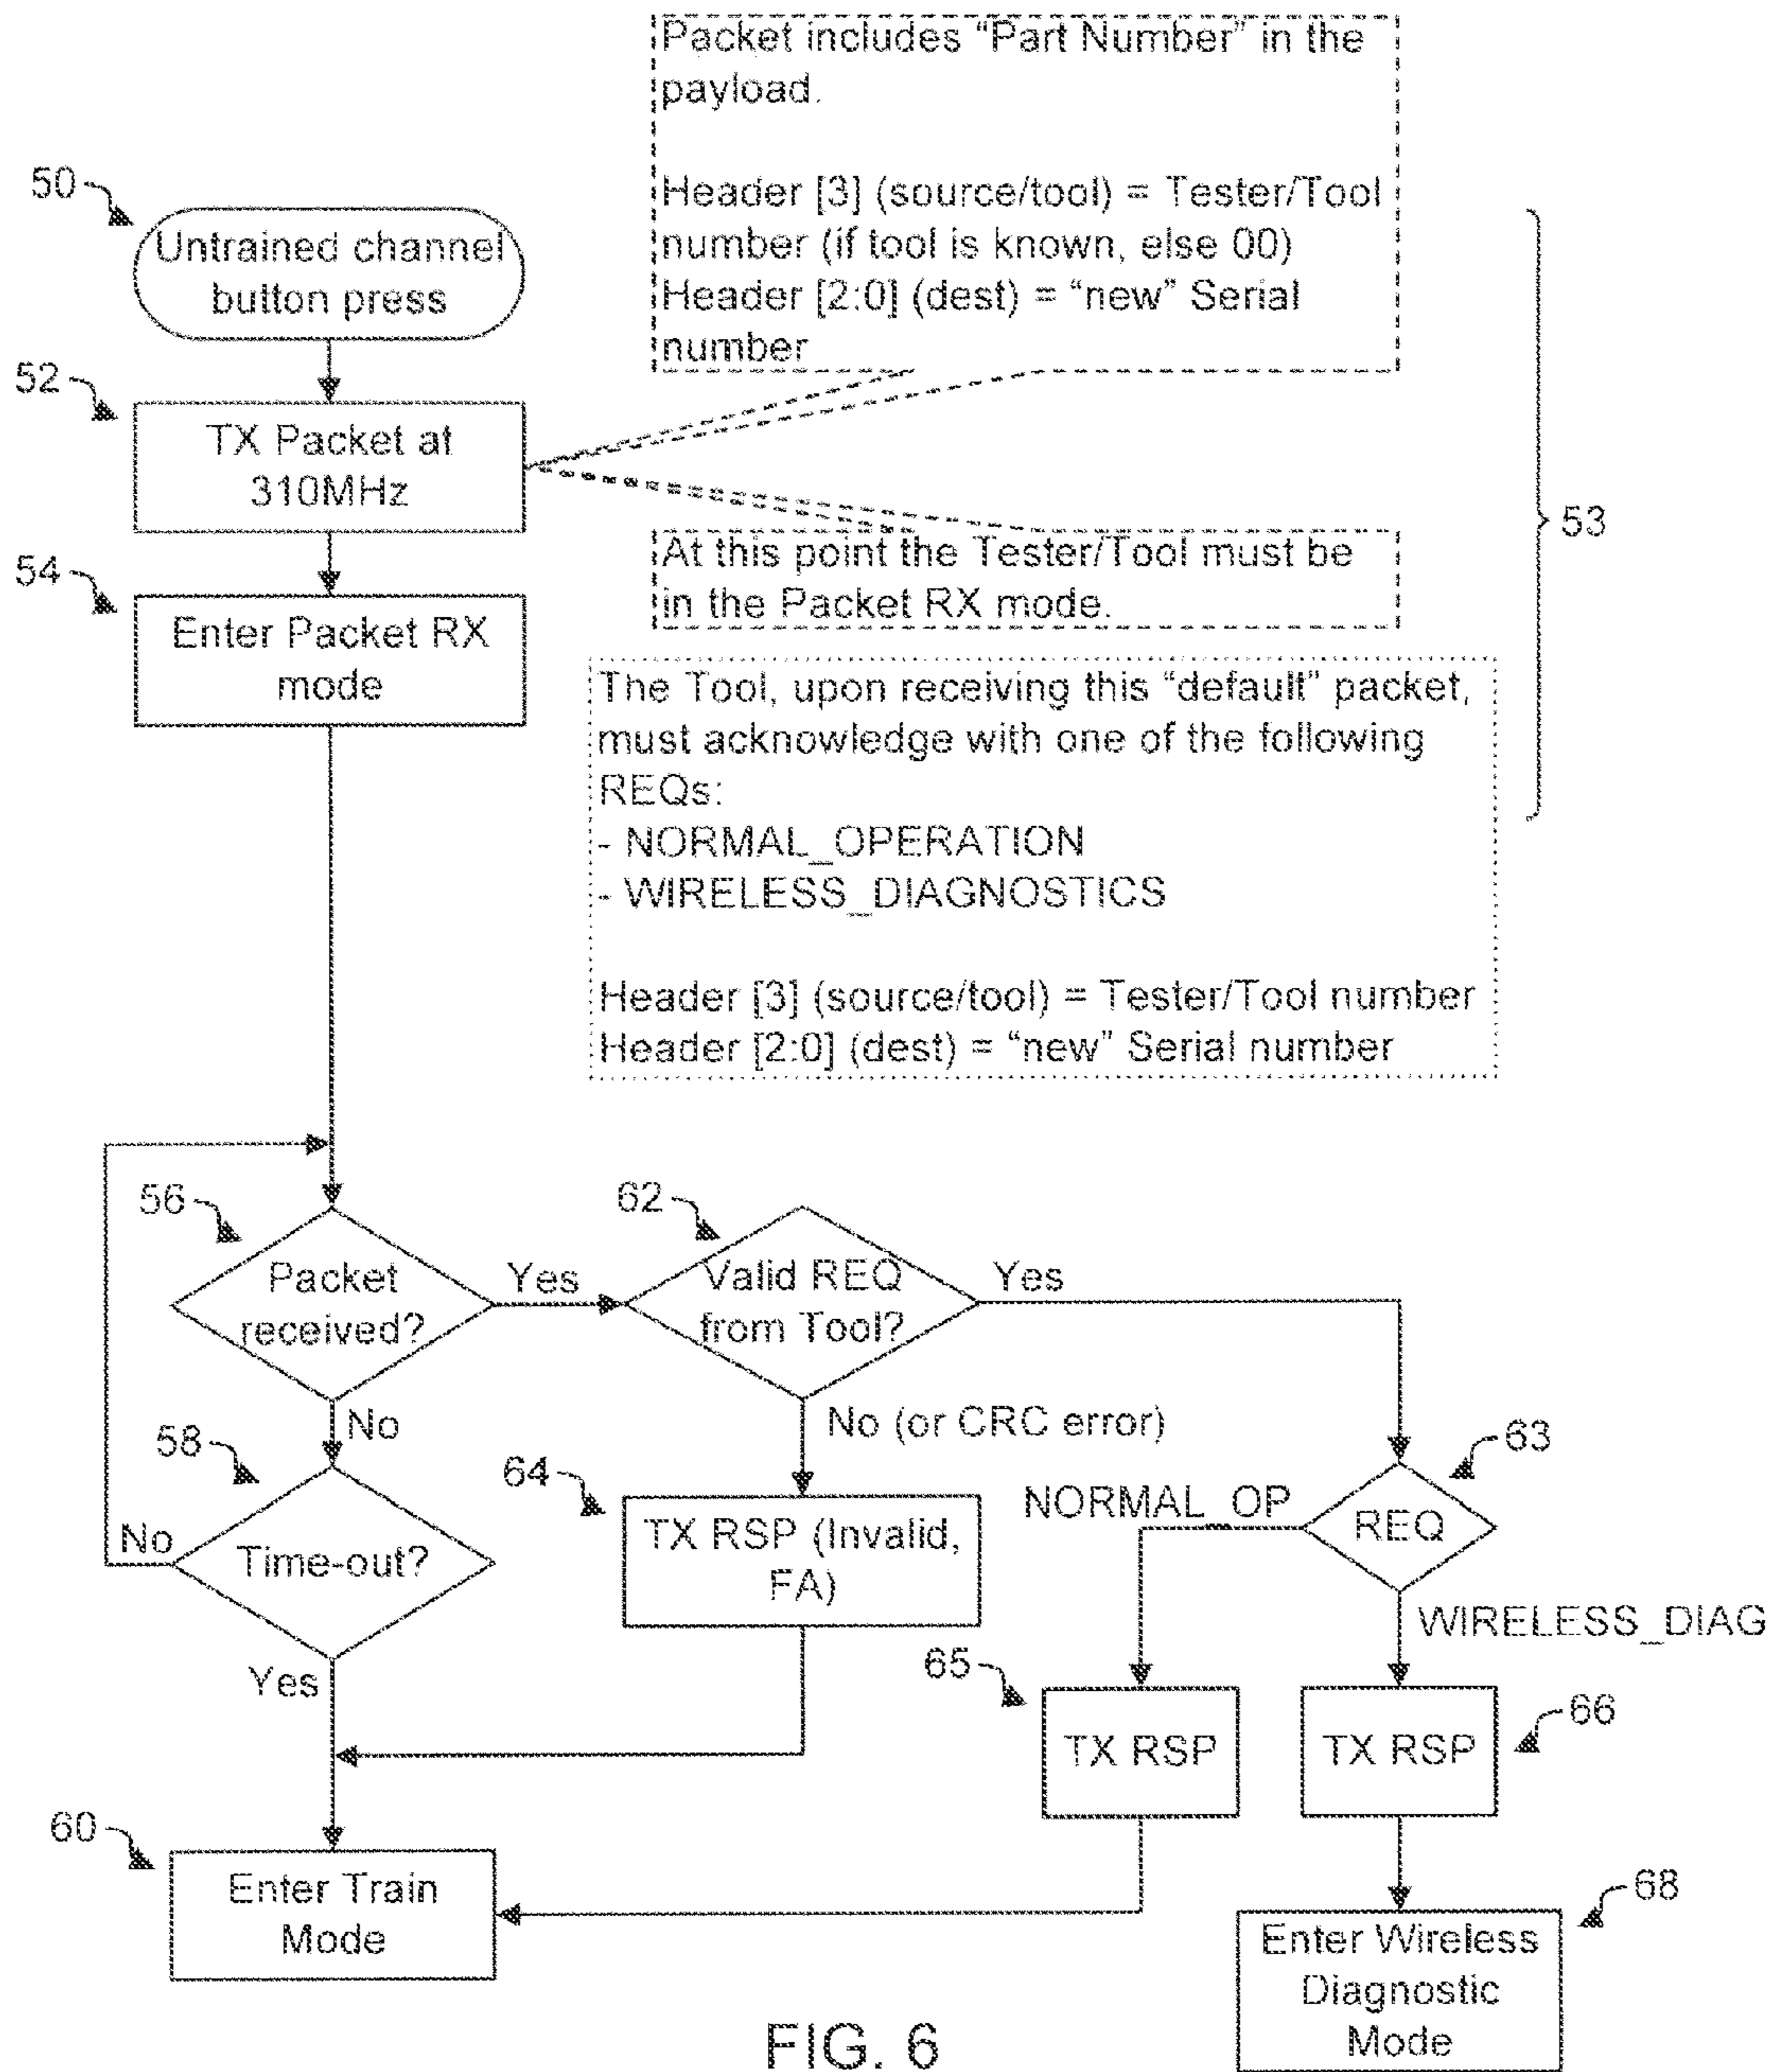 Packet includes “Part Number” in the
payload.
Header [3] (source/tool) = Tester/Tool
number (if tool is known, else 00)
Header [2:0] (dest) = “new” Serial
number
50
Untrained channel
button press
52
TX Packet at
310MHz
53
At this point the Tester/Tool must be
in the Packet RX mode.
54
Enter Packet RX
mode
The Tool, upon receiving this “default” packet,
must acknowledge with one of the following
REQs:
- NORMAL_OPERATION
- WIRELESS_DIAGNOSTICS
Header [3] (source/tool) = Tester/Tool number
Header [2:0] (dest) = “new” Serial number
56
Packet
received?
Yes
62
Valid REQ
from Tool?
Yes
No
No (or CRC error)
58
Time-out?
No
Yes
64
TX RSP (Invalid,
FA)
63
REQ
NORMAL_OP
WIRELESS_DIAG
65
TX RSP
TX RSP
66
60
Enter Train
Mode
68
Enter Wireless
Diagnostic
Mode
FIG. 6